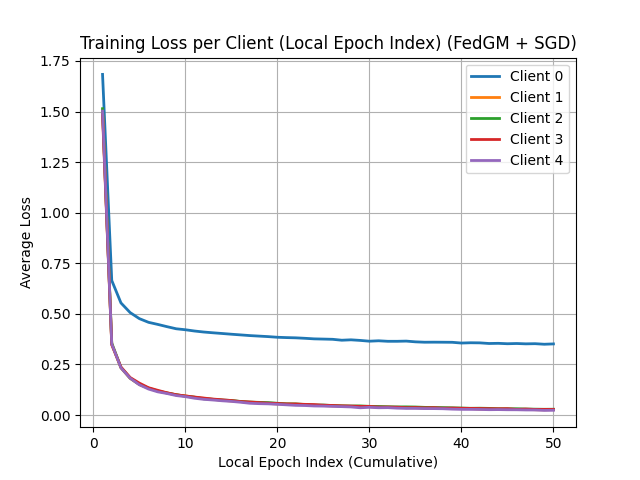 Training Loss per Client (Local Epoch Index) (FedGM + SGD)
1.75
1.50
1.25
1.00
0.75
0.50
0.25
0.00
Average Loss
Client 0
Client 1
Client 2
Client 3
Client 4
0 10 20 30 40 50
Local Epoch Index (Cumulative)